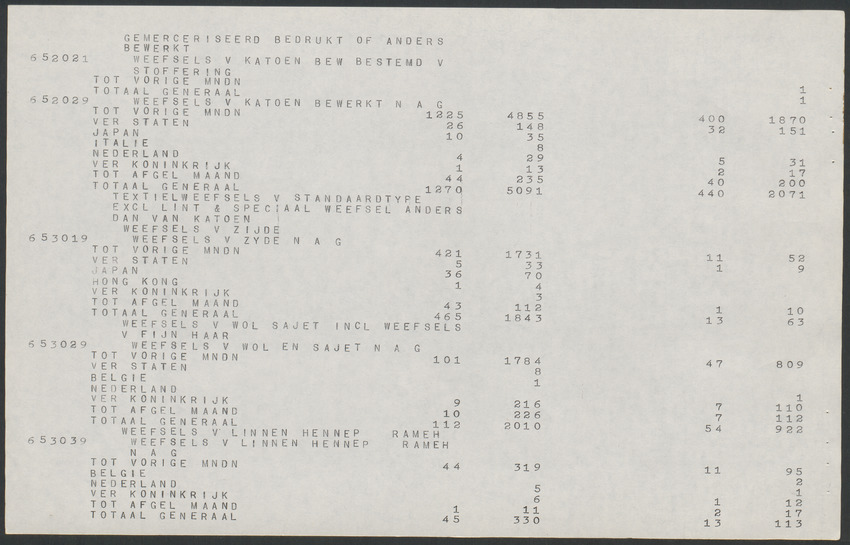 GEMERCERISEERD BEDRUKT OF ANDERS
BEWERKT
652021 WEEFSELS V KATOEN BEW BESTEMD V
STOFFERING
TOT VORIGE MNDN 1
TOTAAL GENERAAL 1
652029 WEEFSELS V KATOEN BEWERKT N A G
TOT VORIGE MNDN 1225 4855 400 1870
VER STATEN 26 148 32 151
JAPAN 10 35
ITALIE 8
NEDERLAND 4 29 5 31
VER KONINKRIJK 1 13 2 17
TOT AFGEL MAAND 44 235 40 200
TOTAAL GENERAAL 1270 5091 440 2071
TEXTIELWEEFSELS V STANDAARDTYPE
EXCL LINT & SPECIAAL WEEFSEL ANDERS
DAN VAN KATOEN
WEEFSELS V ZIJDE
653019 WEEFSELS V ZYDE N A G
TOT VORIGE MNDN 421 1731 11 52
VER STATEN 5 33 1 9
JAPAN 36 70
HONG KONG 1 4
VER KONINKRIJK 3
TOT AFGEL MAAND 43 112 1 10
TOTAAL GENERAAL 465 1843 13 63
WEEFSELS V WOL SAJET INCL WEEFSELS
V FIJN HAAR
653029 WEEFSELS V WOL EN SAJET N A G
TOT VORIGE MNDN 101 1784 47 809
VER STATEN 8
BELGIE 1
NEDERLAND 1
VER KONINKRIJK 9 216 7 110
TOT AFGEL MAAND 10 226 7 112
TOTAAL GENERAAL 112 2010 54 922
WEEFSELS V LINNEN HENNEP RAMEH
653039 WEEFSELS V LINNEN HENNEP RAMEH
N A G
TOT VORIGE MNDN 44 319 11 95
BELGIE 2
NEDERLAND 5 1
VER KONINKRIJK 6 1 12
TOT AFGEL MAAND 1 11 2 17
TOTAAL GENERAAL 45 330 13 113